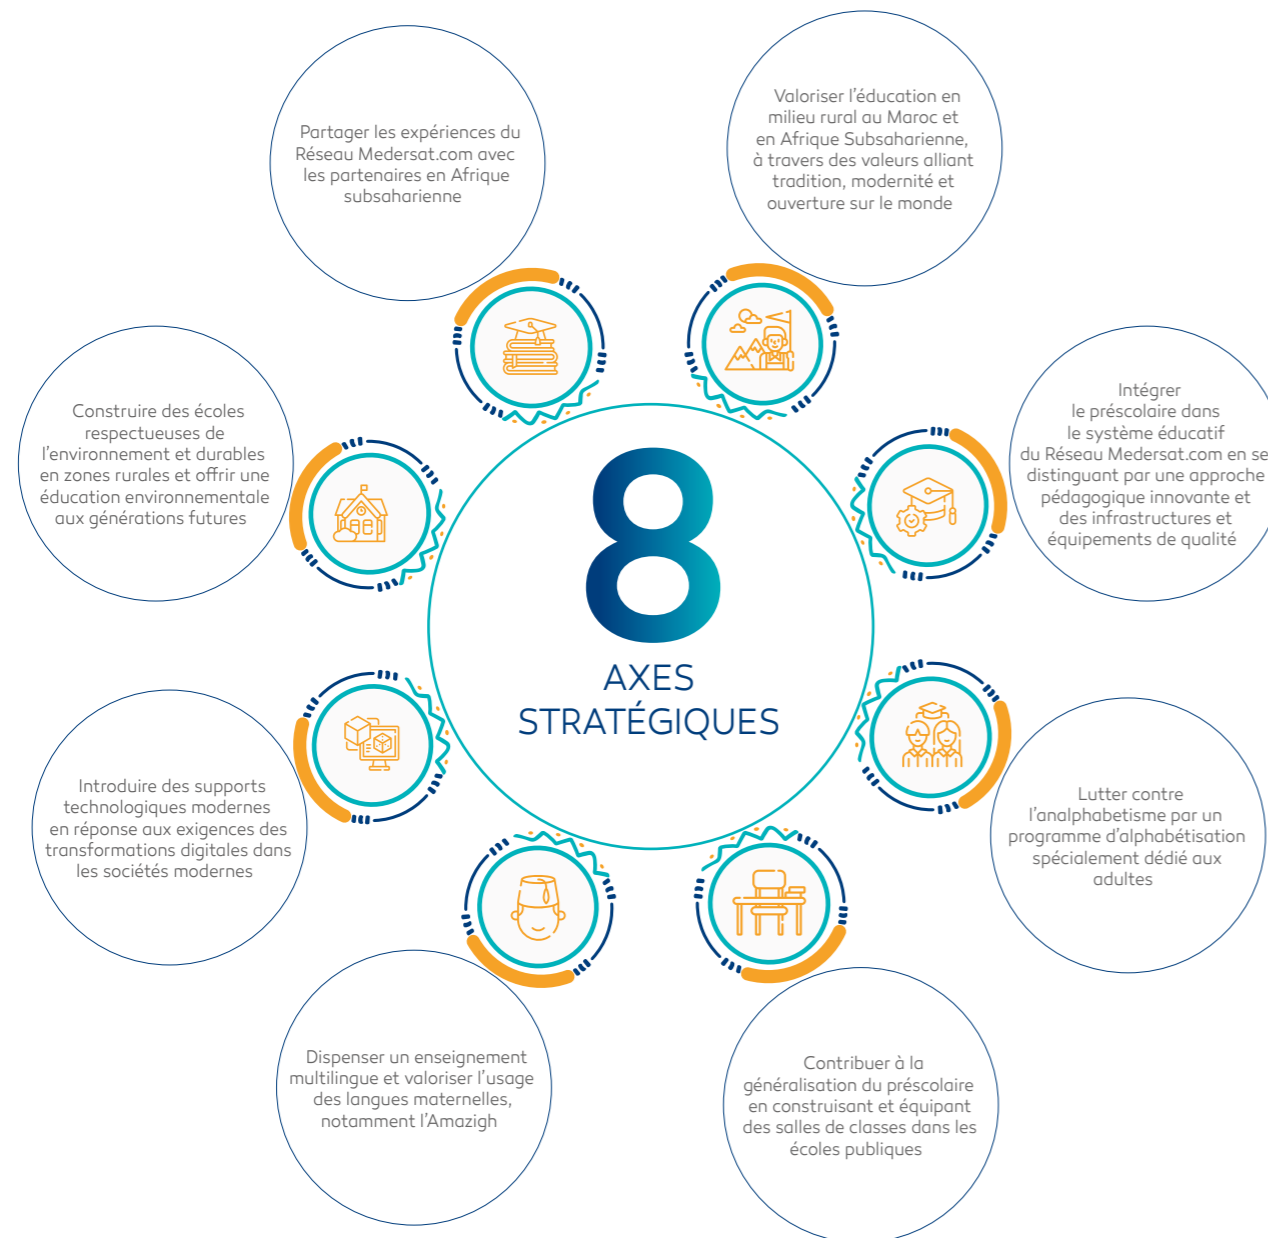 Partager les expériences du
Réseau Medersat.com avec
les partenaires en Afrique
subsaharienne
Valoriser l'éducation en
milieu rural au Maroc et
en Afrique Subsaharienne,
à travers des valeurs alliant
tradition, modernité et
ouverture sur le monde
Construire des écoles
respectueuses de
l'environnement et durables
en zones rurales et offrir une
éducation environnementale
aux générations futures
Intégrer
le préscolaire dans
le système éducatif
du Réseau Medersat.com en se
distinguant par une approche
pédagogique innovante et
des infrastructures et
équipements de qualité
8
AXES
STRATÉGIQUES
Introduire des supports
technologiques modernes
en réponse aux exigences des
transformations digitales dans
les sociétés modernes
Lutter contre
l'analphabetisme par un
programme d'alphabétisation
spécialement dédié aux
adultes
Dispenser un enseignement
multilingue et valoriser l'usage
des langues maternelles,
notamment l'Amazigh
Contribuer à la
généralisation du préscolaire
en construisant et équipant
des salles de classes dans les
écoles publiques